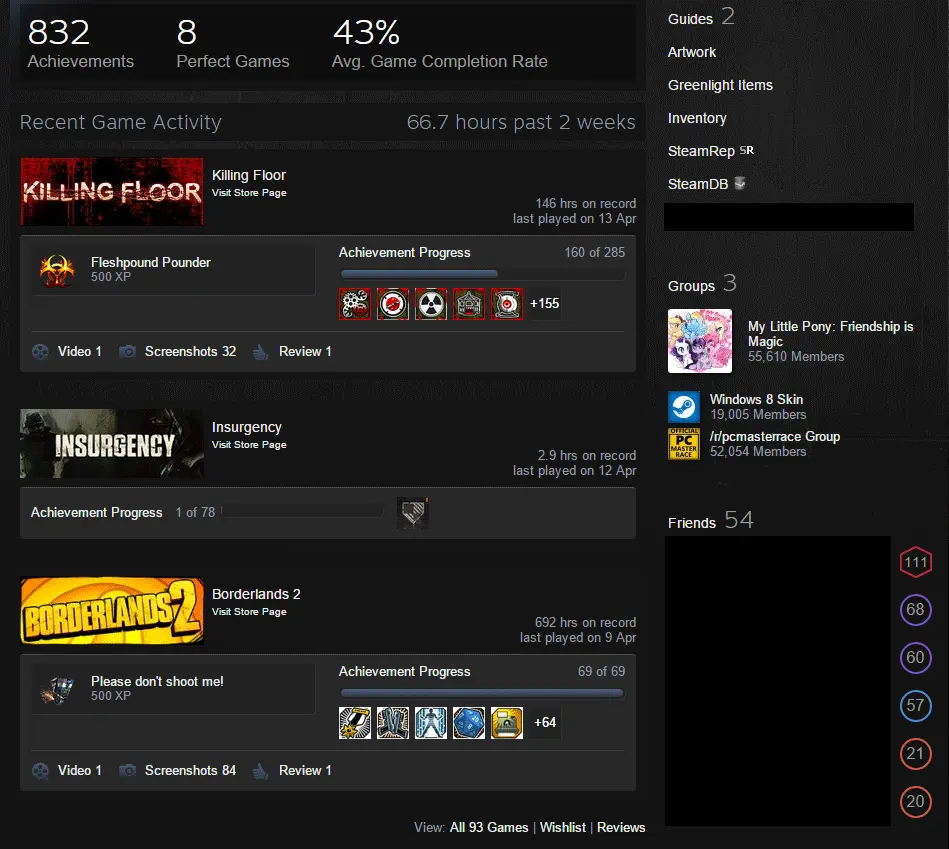 832
8
43%
Achievements
Perfect Games
Avg. Game Completion Rate
Recent Game Activity
66.7 hours past 2 weeks
KILLING FLOOR
Killing Floor
Visit Store Page
146 hrs on record
last played on 13 Apr
Fleshpound Pounder
500 XP
Achievement Progress
160 of 285
+155
Video 1
Screenshots 32
Review 1
INSURGENCY
Insurgency
Visit Store Page
2.9 hrs on record
last played on 12 Apr
Achievement Progress
1 of 78
BORDERLANDS 2
Borderlands 2
Visit Store Page
692 hrs on record
last played on 9 Apr
Please don't shoot me!
500 XP
Achievement Progress
69 of 69
+64
Video 1
Screenshots 84
Review 1
View: All 93 Games | Wishlist | Reviews
Guides 2
Artwork
Greenlight Items
Inventory
SteamRep SR
SteamDB
Groups 3
My Little Pony: Friendship is
Magic
55,610 Members
Windows 8 Skin
19,005 Members
OFFICIAL
PC
MASTER
RACE
/r/pcmasterrace Group
52,054 Members
Friends 54
111
68
60
57
21
20